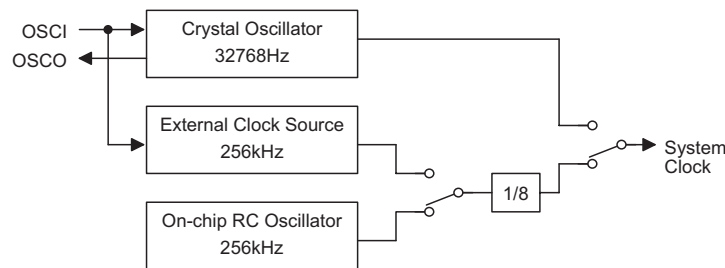 OSCI
OSCO
Crystal Oscillator
32768Hz
External Clock Source
256kHz
On-chip RC Oscillator
256kHz
1/8
System
Clock